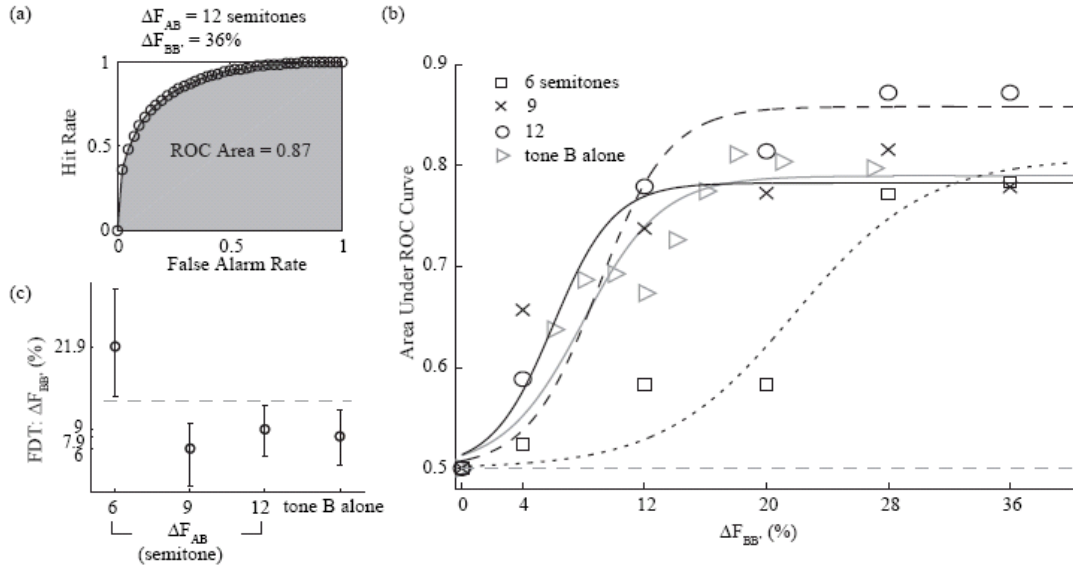 (a)
ΔF_AB = 12 semitones
ΔF_BB' = 36%
1
0.5
0
Hit Rate
ROC Area = 0.87
0 0.5 1
False Alarm Rate
(b)
0.9
0.8
0.7
0.6
0.5
Area Under ROC Curve
6 semitones
9
12
tone B alone
0 4 12 20 28 36
ΔF_BB' (%)
(c)
21.9
9
7.9
6
FDT: ΔF_BB' (%)
6 9 12 tone B alone
ΔF_AB
(semitone)